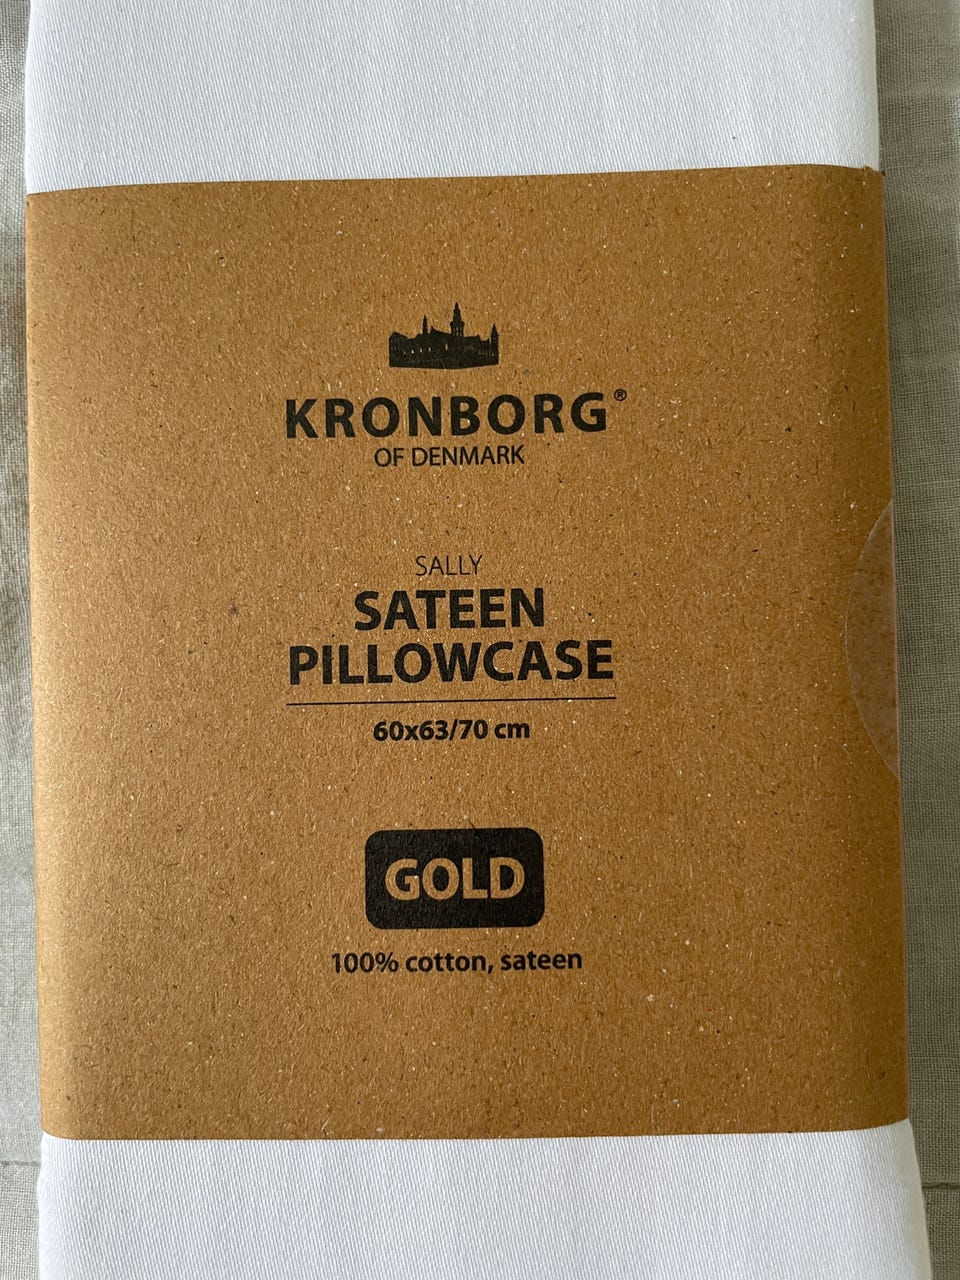 KRONBORG®
OF DENMARK
SALLY
SATEEN
PILLOWCASE
60x63/70 cm
GOLD
100% cotton, sateen